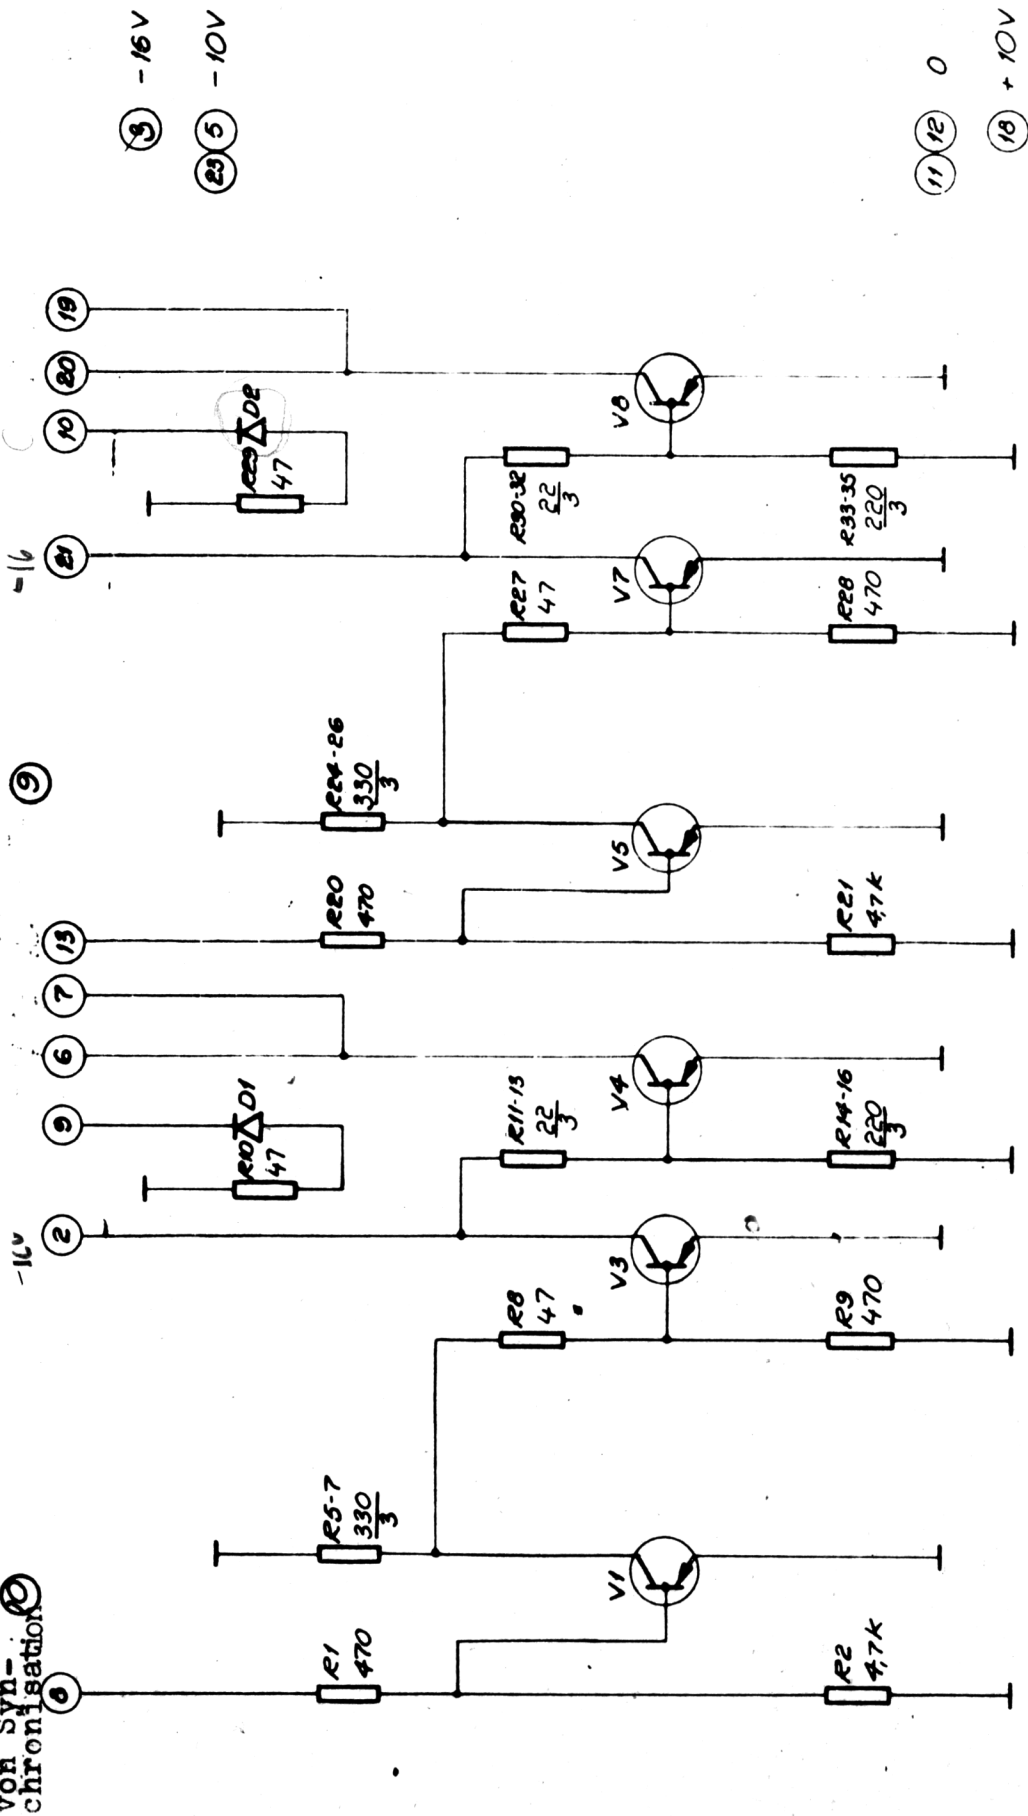 von Syn-
chronisation
10
8
-16V
2
9
6
7
13
9
-16
21
10
20
19
3 -16V
23 5 -10V
R10
47
D1
R29
47
D2
R1
470
R5-7
330
3
R20
470
R24-26
330
3
R8
47
R11-13
22
3
R27
47
R30-32
22
3
V1
V3
V4
V5
V7
V8
R2
4,7K
R9
470
R14-16
220
3
R21
4,7K
R28
470
R33-35
220
3
11 12 0
18 +10V